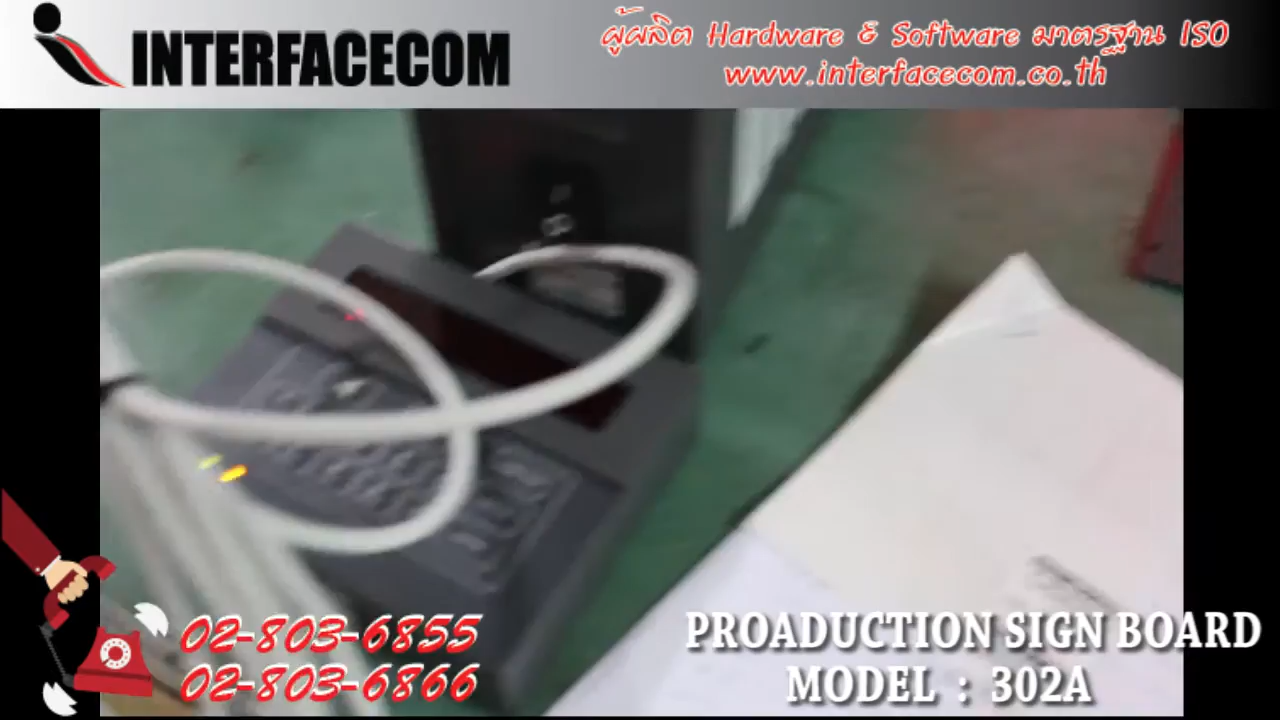 INTERFACECOM
ผู้ผลิต Hardware & Software มาตรฐาน ISO
www.interfacecom.co.th
02-803-6855
02-803-6866
PROADUCTION SIGN BOARD
MODEL : 302A